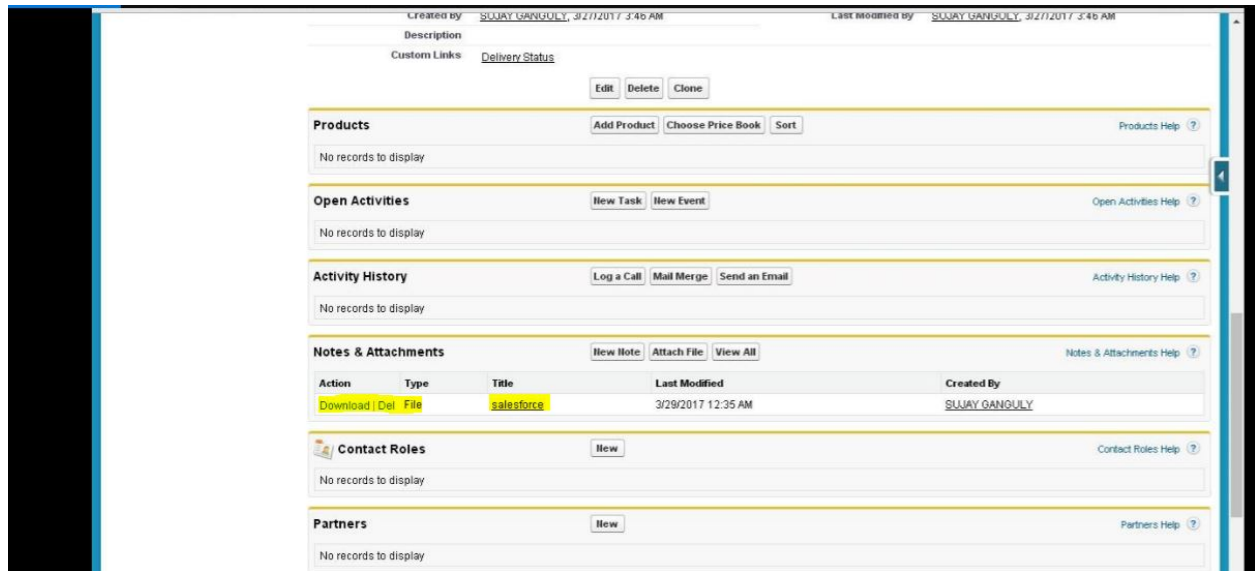 Created By SUJAY GANGULY, 3/27/2017 3:46 AM Last Modified By SUJAY GANGULY, 3/27/2017 3:46 AM
Description
Custom Links Delivery Status
Edit Delete Clone
Products Add Product Choose Price Book Sort Products Help ?
No records to display
Open Activities New Task New Event Open Activities Help ?
No records to display
Activity History Log a Call Mail Merge Send an Email Activity History Help ?
No records to display
Notes & Attachments New Note Attach File View All Notes & Attachments Help ?
Action Type Title Last Modified Created By
Download | Del File salesforce 3/29/2017 12:35 AM SUJAY GANGULY
Contact Roles New Contact Roles Help ?
No records to display
Partners New Partners Help ?
No records to display